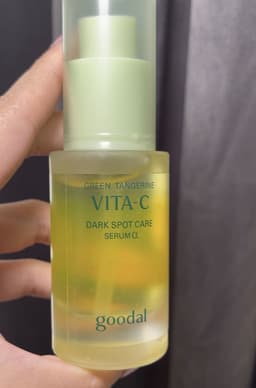 GREEN TANGERINE
VITA-C
DARK SPOT CARE
SERUM α
goodal